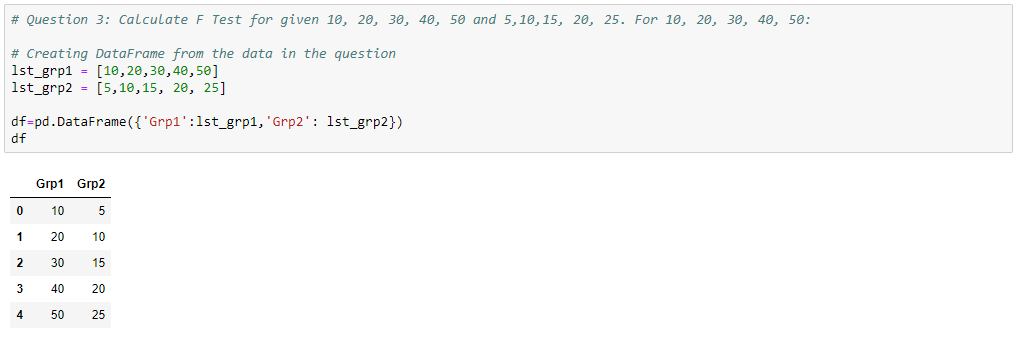 # Question 3: Calculate F Test for given 10, 20, 30, 40, 50 and 5,10,15, 20, 25. For 10, 20, 30, 40, 50:
# Creating DataFrame from the data in the question
lst_grp1 = [10,20,30,40,50]
lst_grp2 = [5,10,15, 20, 25]
df=pd.DataFrame({'Grp1':lst_grp1,'Grp2': lst_grp2})
df
Grp1 Grp2
0 10 5
1 20 10
2 30 15
3 40 20
4 50 25